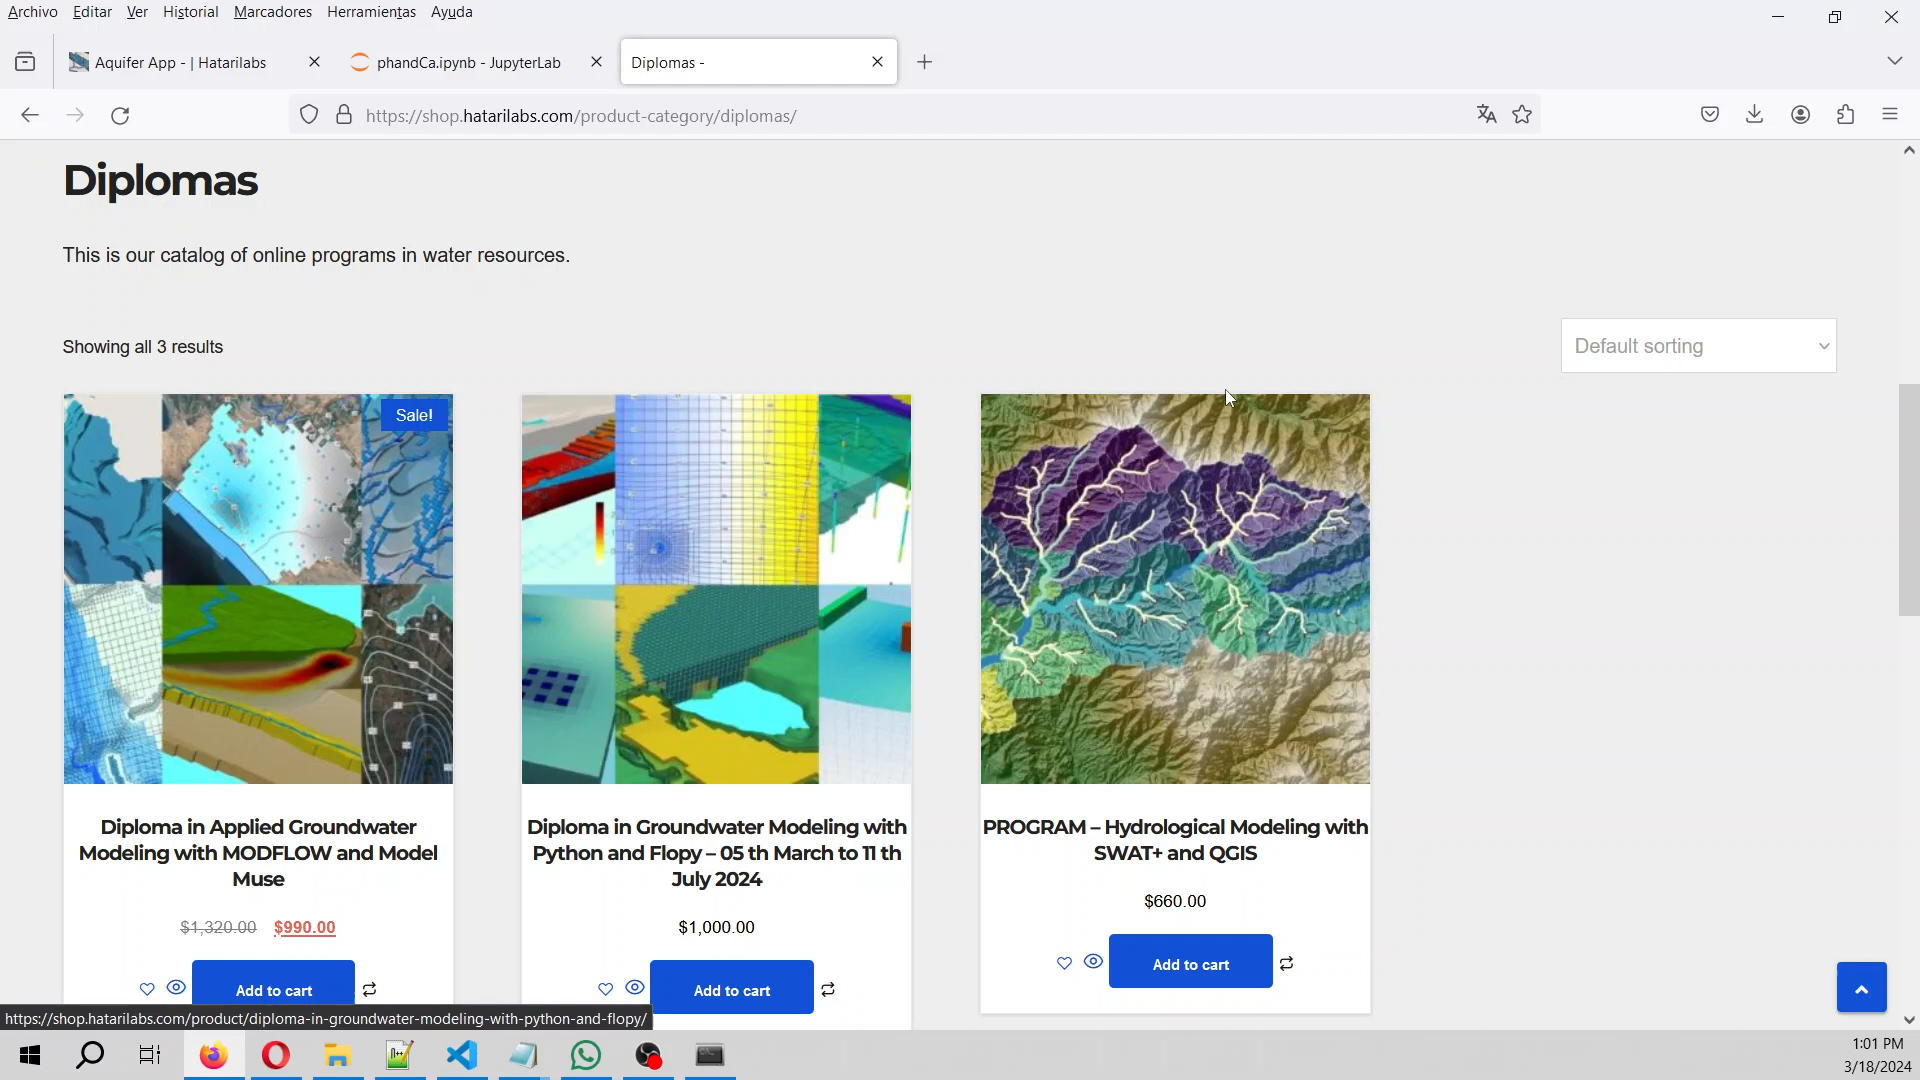 Archivo Editar Ver Historial Marcadores Herramientas Ayuda
Aquifer App - | Hatarilabs
phandCa.ipynb - JupyterLab
Diplomas -
https://shop.hatarilabs.com/product-category/diplomas/
Diplomas
This is our catalog of online programs in water resources.
Showing all 3 results
Default sorting
Sale!
Diploma in Applied Groundwater
Modeling with MODFLOW and Model
Muse
$1,320.00 $990.00
Add to cart
Diploma in Groundwater Modeling with
Python and Flopy – 05 th March to 11 th
July 2024
$1,000.00
Add to cart
PROGRAM – Hydrological Modeling with
SWAT+ and QGIS
$660.00
Add to cart
https://shop.hatarilabs.com/product/diploma-in-groundwater-modeling-with-python-and-flopy/
1:01 PM
3/18/2024